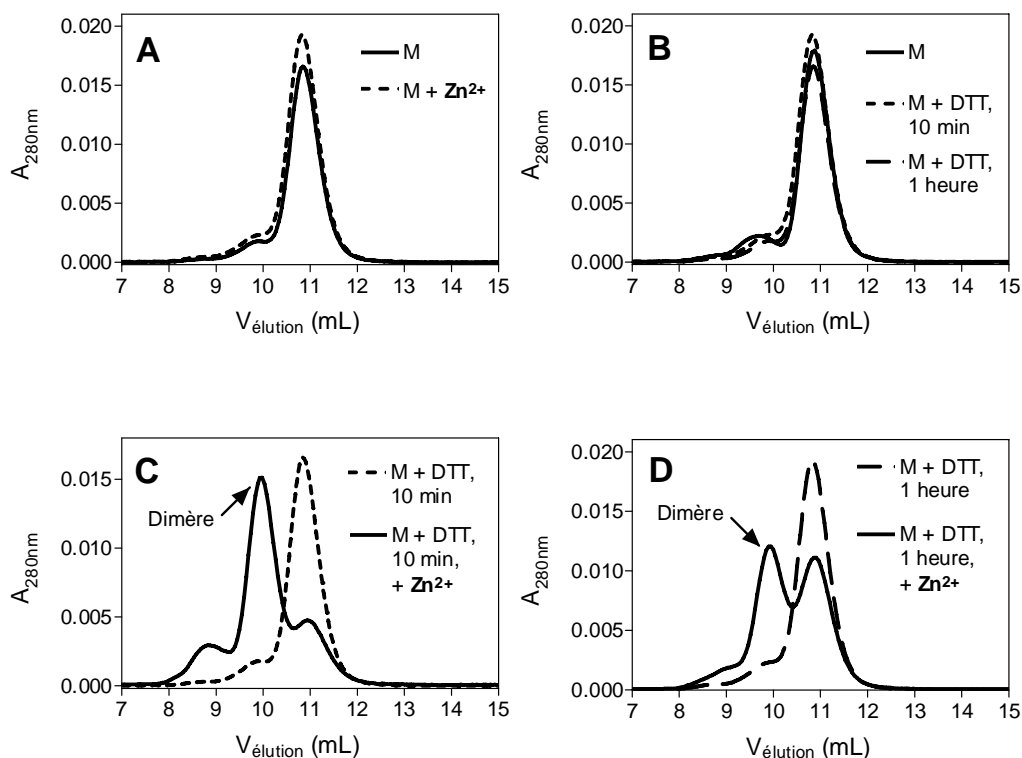 A
B
0.020
0.015
0.010
0.005
0.000
A280nm
7 8 9 10 11 12 13 14 15
Vélution (mL)
M
M + Zn2+
0.020
0.015
0.010
0.005
0.000
A280nm
7 8 9 10 11 12 13 14 15
Vélution (mL)
M
M + DTT,
10 min
M + DTT,
1 heure
C
0.015
0.010
0.005
0.000
A280nm
7 8 9 10 11 12 13 14 15
Vélution (mL)
Dimère
M + DTT,
10 min
M + DTT,
10 min,
+ Zn2+
D
0.020
0.015
0.010
0.005
0.000
A280nm
7 8 9 10 11 12 13 14 15
Vélution (mL)
Dimère
M + DTT,
1 heure
M + DTT,
1 heure,
+ Zn2+